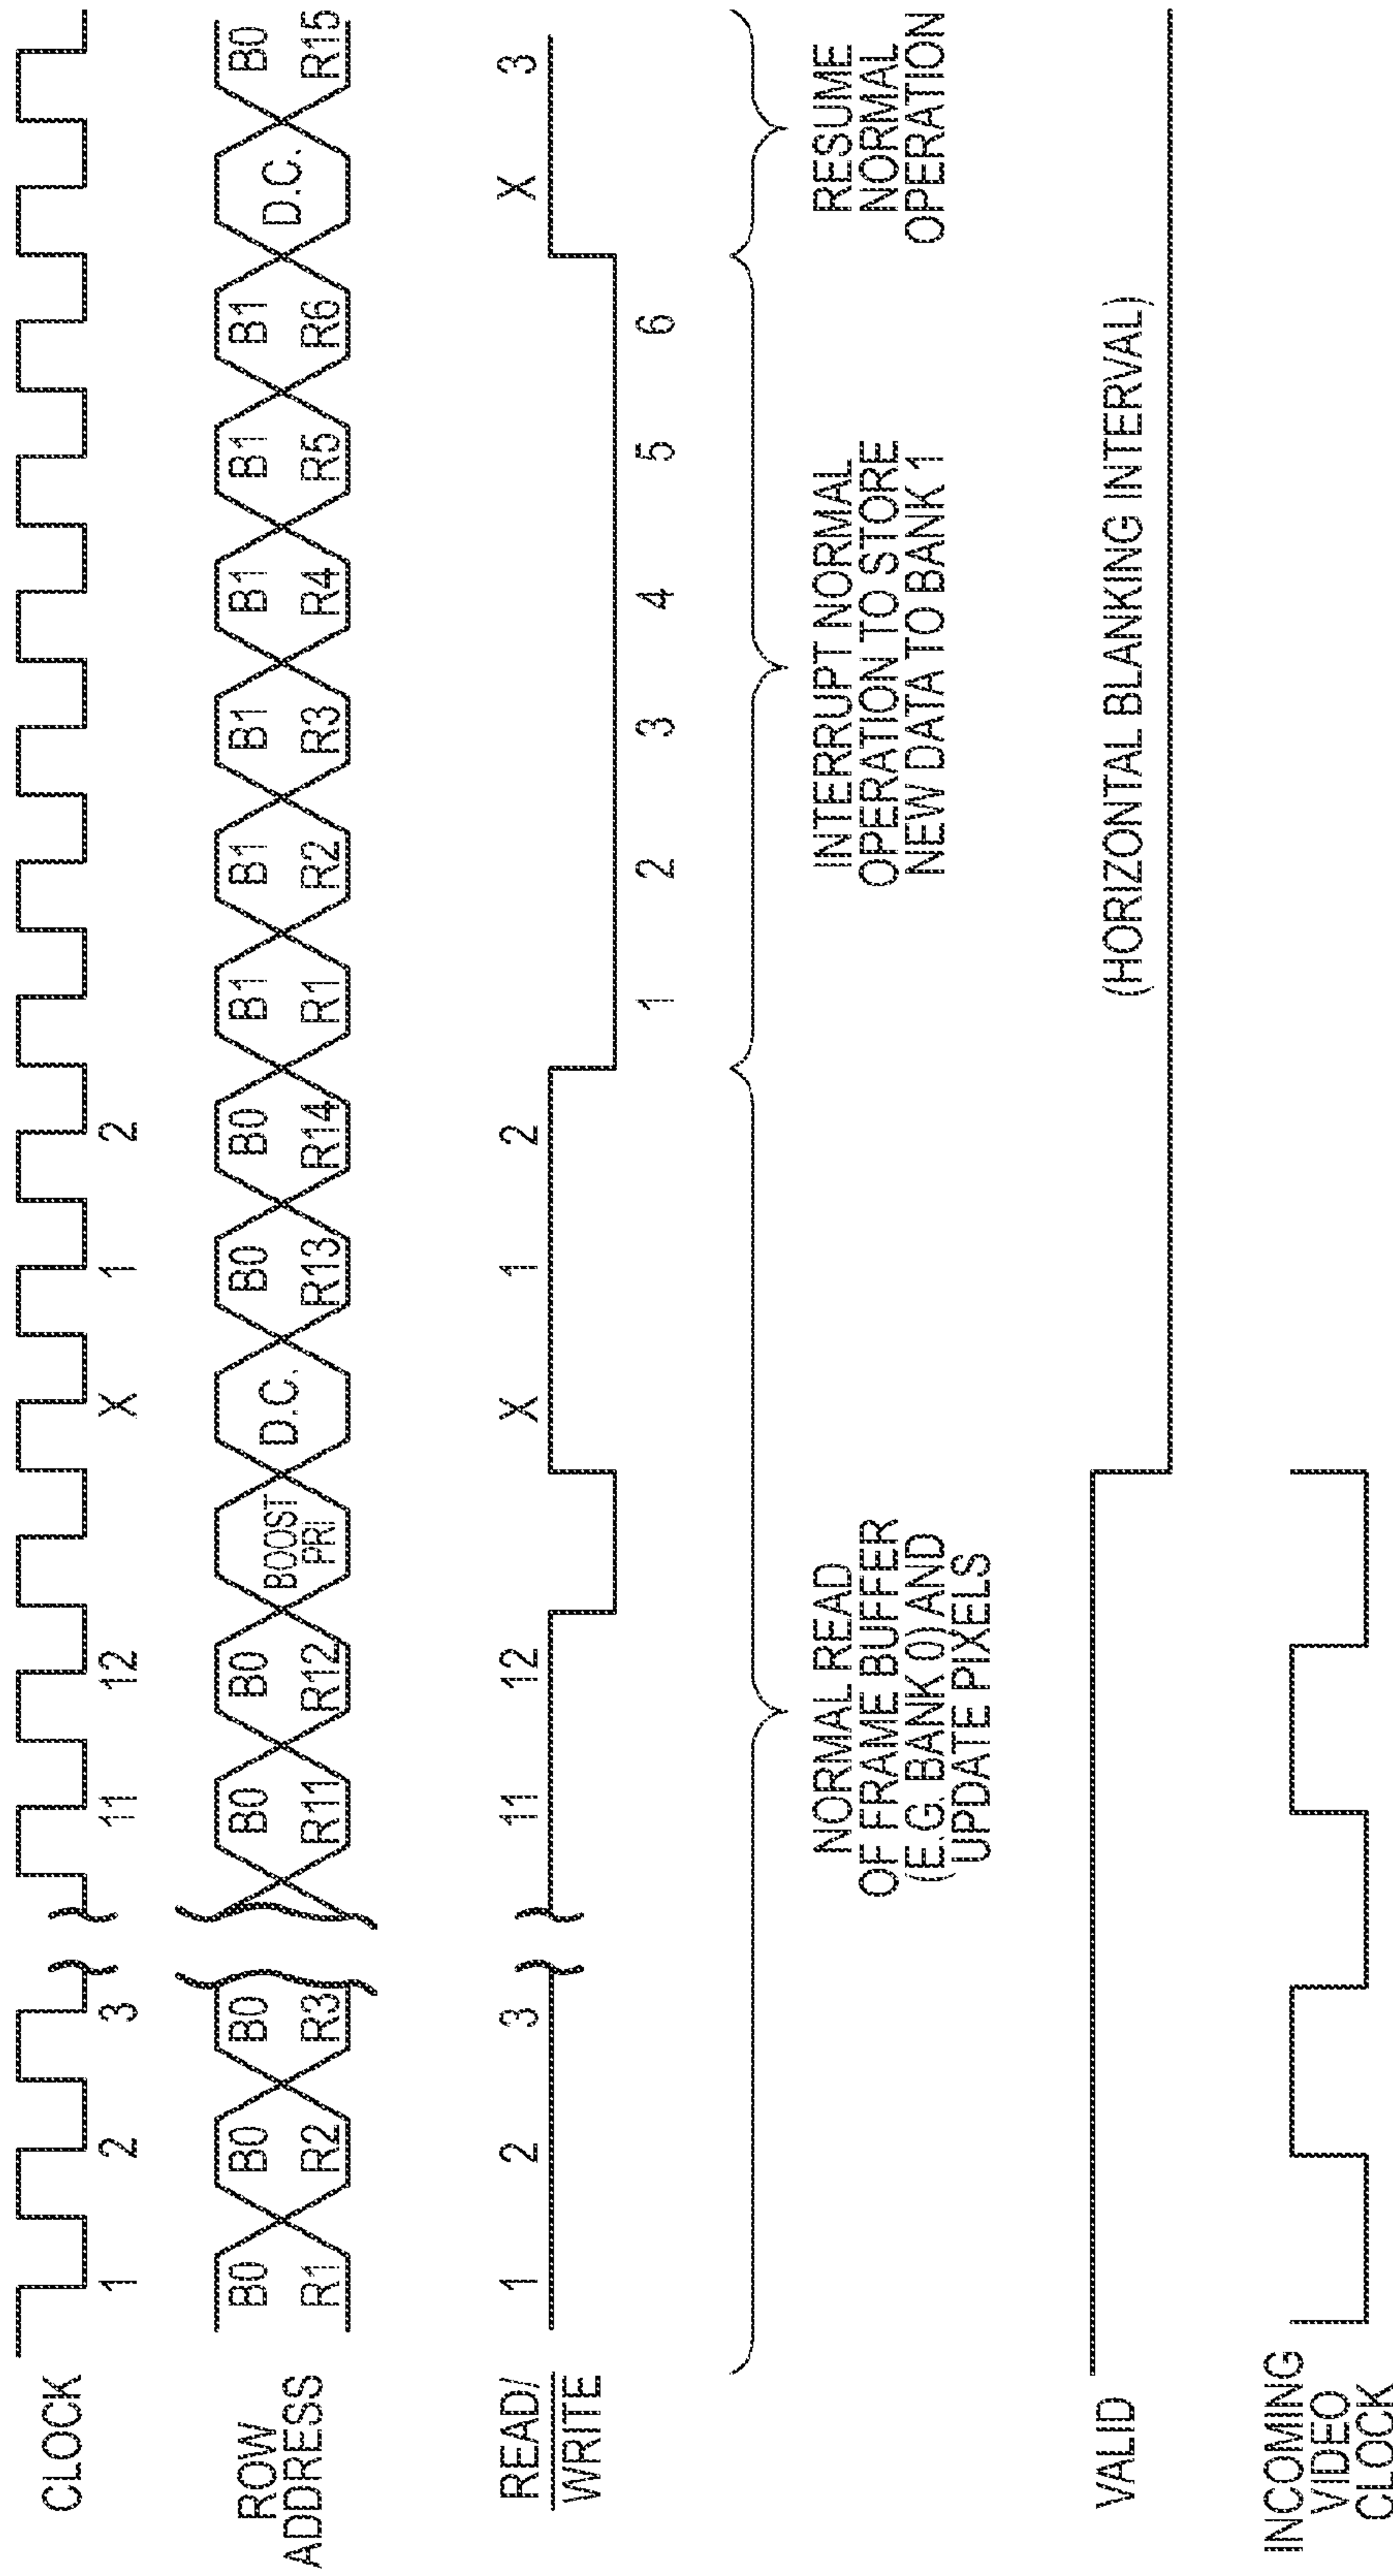 CLOCK
1 2 3 11 12 X 1 2
ROW
ADDRESS
B0 B0 B0 B0 B0 BOOST D.C. B0 B0 B1 B1 B1 B1 B1 B1 D.C. B0
R1 R2 R3 R11 R12 PRI R13 R14 R1 R2 R3 R4 R5 R6 R15
READ/
WRITE
1 2 3 11 12 X 1 2 X 3
1 2 3 4 5 6
NORMAL READ
OF FRAME BUFFER
(E.G. BANK 0) AND
UPDATE PIXELS
INTERRUPT NORMAL
OPERATION TO STORE
NEW DATA TO BANK 1
RESUME
NORMAL
OPERATION
VALID
(HORIZONTAL BLANKING INTERVAL)
INCOMING
VIDEO
CLOCK